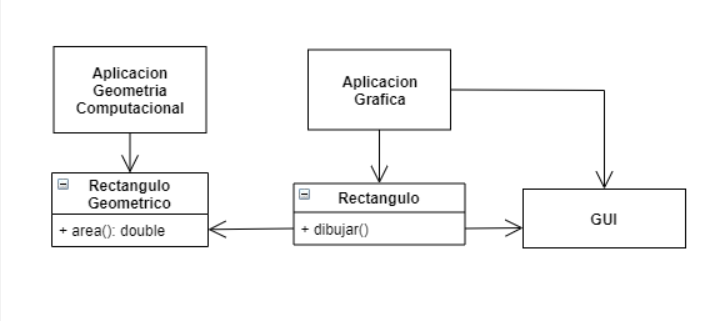 Aplicacion
Geometria
Computacional
Aplicacion
Grafica
Rectangulo
Geometrico
+ area(): double
Rectangulo
+ dibujar()
GUI